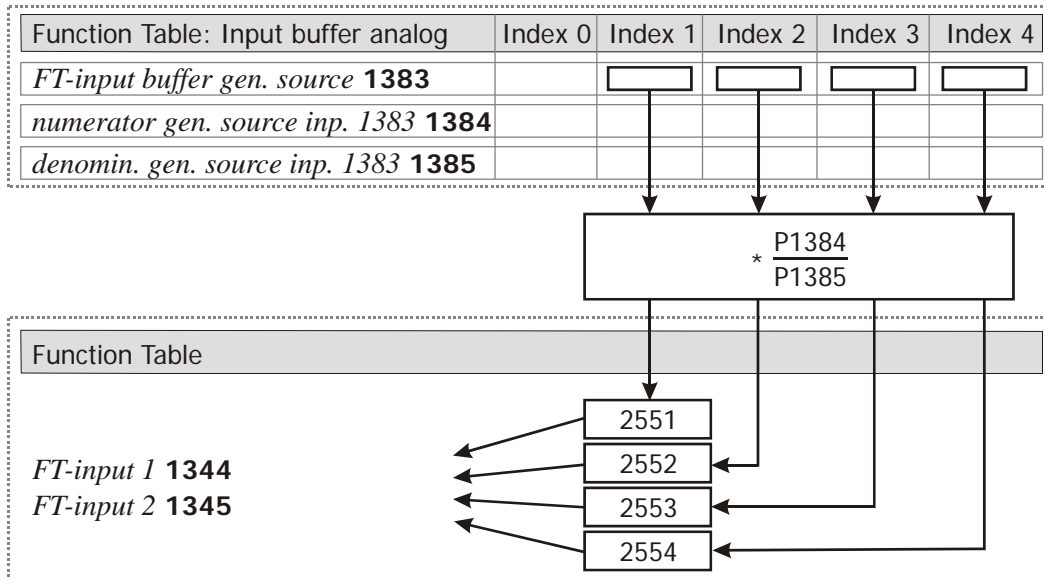 Function Table: Input buffer analog Index 0 Index 1 Index 2 Index 3 Index 4
FT-input buffer gen. source 1383
numerator gen. source inp. 1383 1384
denomin. gen. source inp. 1383 1385
* P1384
P1385
Function Table
2551
2552
FT-input 1 1344
FT-input 2 1345
2553
2554